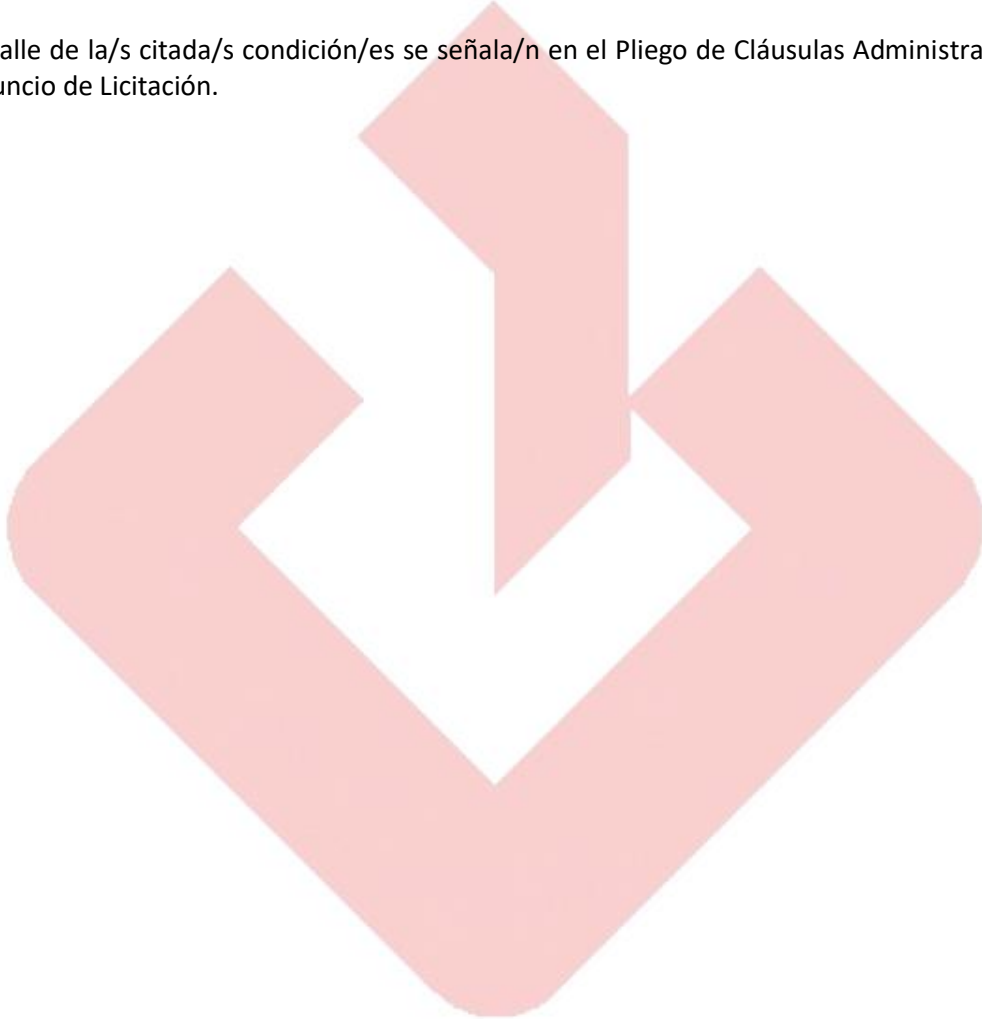 alle de la/s citada/s condición/es se señala/n en el Pliego de Cláusulas Administra
uncio de Licitación.